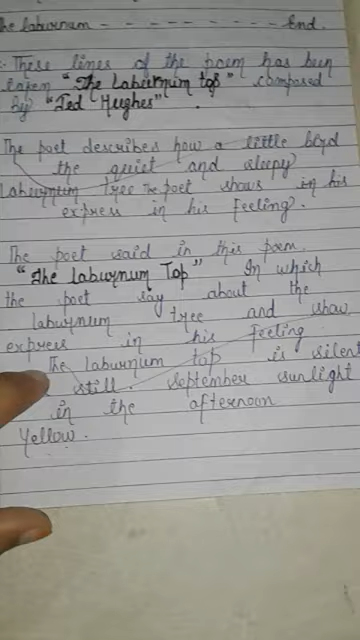 he laburnum - - - - - - - - - End.
These lines of the poem has been
taken "The Laburnum top" composed
by "Ted Hughes".
The poet describes how a little bird
the quiet and sleepy
Laburnum tree The poet shows in his
express in his feeling.
The poet said in this poem.
"The Laburnum Top" In which
the poet say about the
laburnum tree and show
express in his feeling
The laburnum top is silent
still. september sunlight
in the afternoon
Yellow.